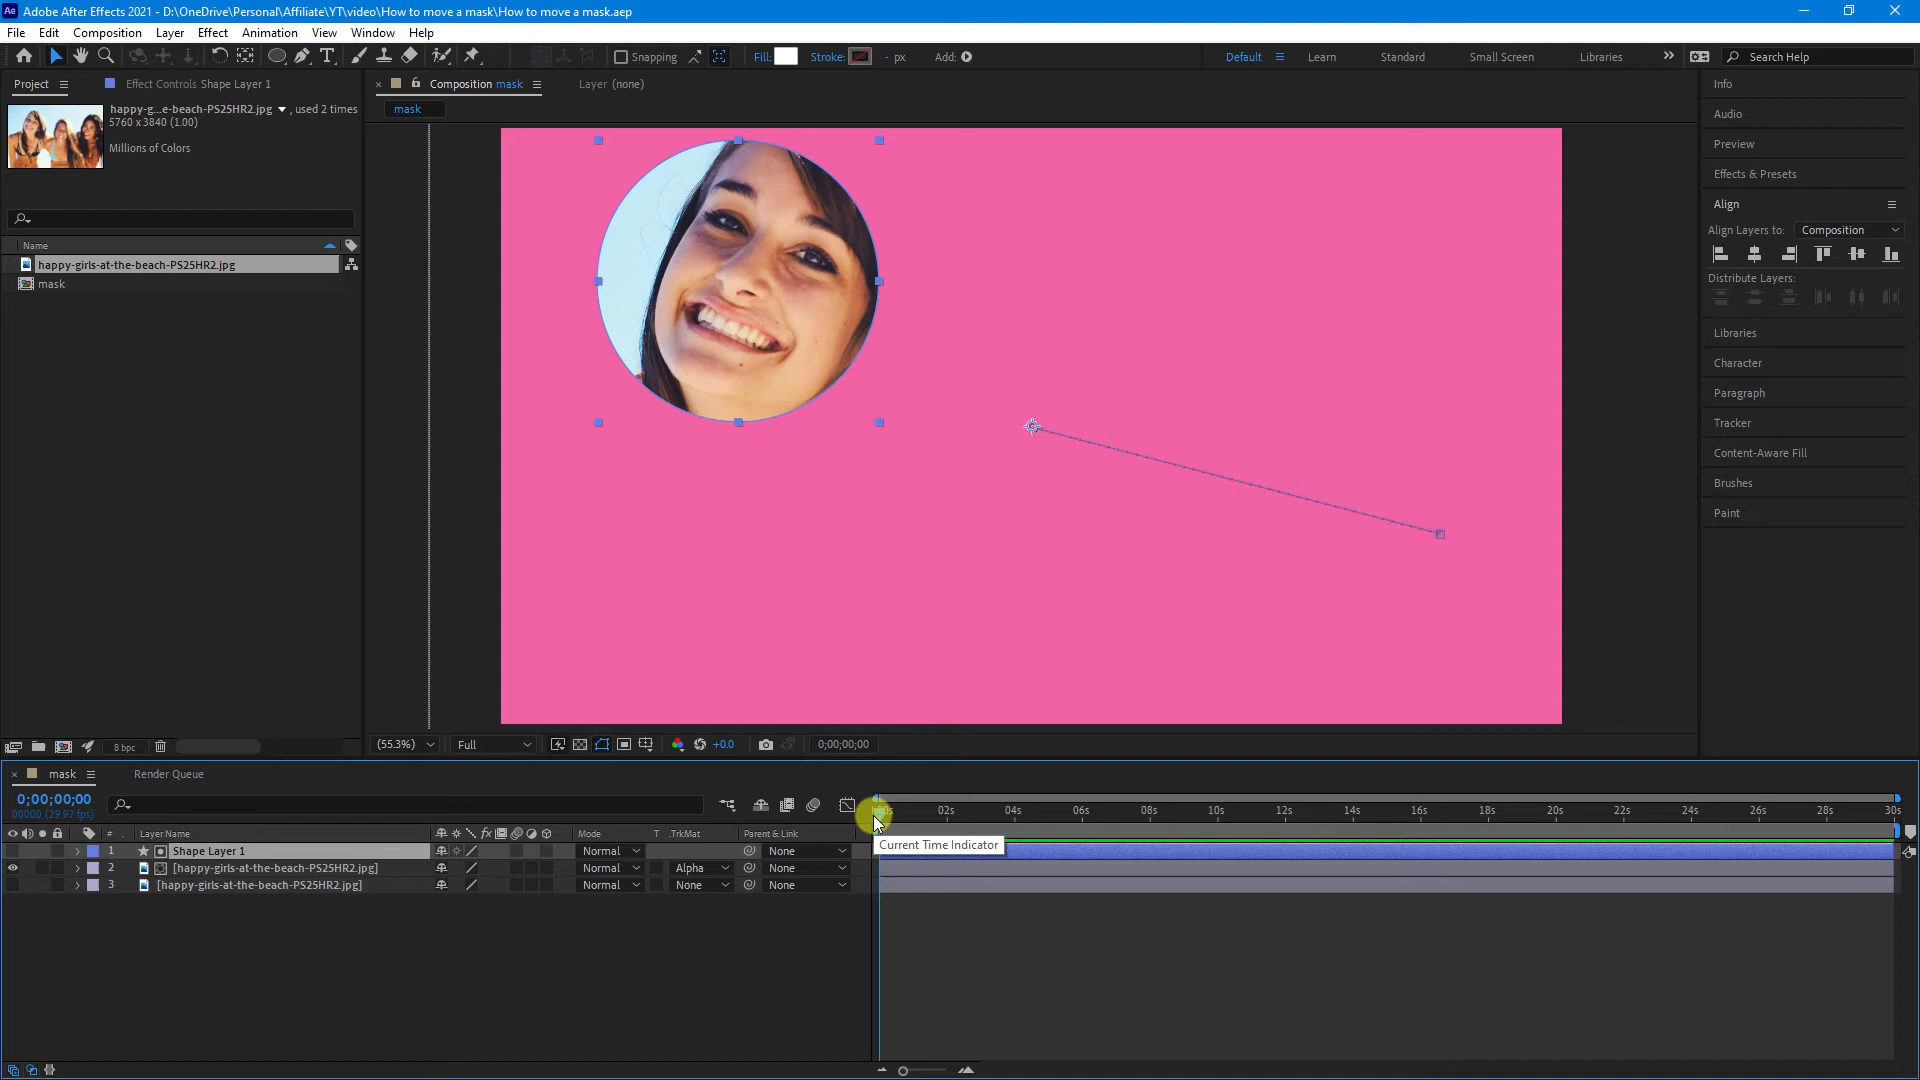 Adobe After Effects 2021 - D:\OneDrive\Personal\Affiliate\YT\video\How to move a mask\How to move a mask.aep
File Edit Composition Layer Effect Animation View Window Help
Snapping Fill: Stroke: - px Add: Default Learn Standard Small Screen Libraries Search Help
Project Effect Controls Shape Layer 1
Composition mask Layer (none)
mask
happy-g...e-beach-PS25HR2.jpg , used 2 times
5760 x 3840 (1.00)
Millions of Colors
Name
happy-girls-at-the-beach-PS25HR2.jpg
mask
8 bpc
(55.3%) Full +0.0 0;00;00;00
Info
Audio
Preview
Effects & Presets
Align
Align Layers to: Composition
Distribute Layers:
Libraries
Character
Paragraph
Tracker
Content-Aware Fill
Brushes
Paint
mask Render Queue
0;00;00;00
00000 (29.97 fps)
02s 04s 06s 08s 10s 12s 14s 16s 18s 20s 22s 24s 26s 28s 30s
# Layer Name fx Mode T .TrkMat Parent & Link
1 Shape Layer 1 Normal None
2 [happy-girls-at-the-beach-PS25HR2.jpg] Normal Alpha None
3 [happy-girls-at-the-beach-PS25HR2.jpg] Normal None None
Current Time Indicator